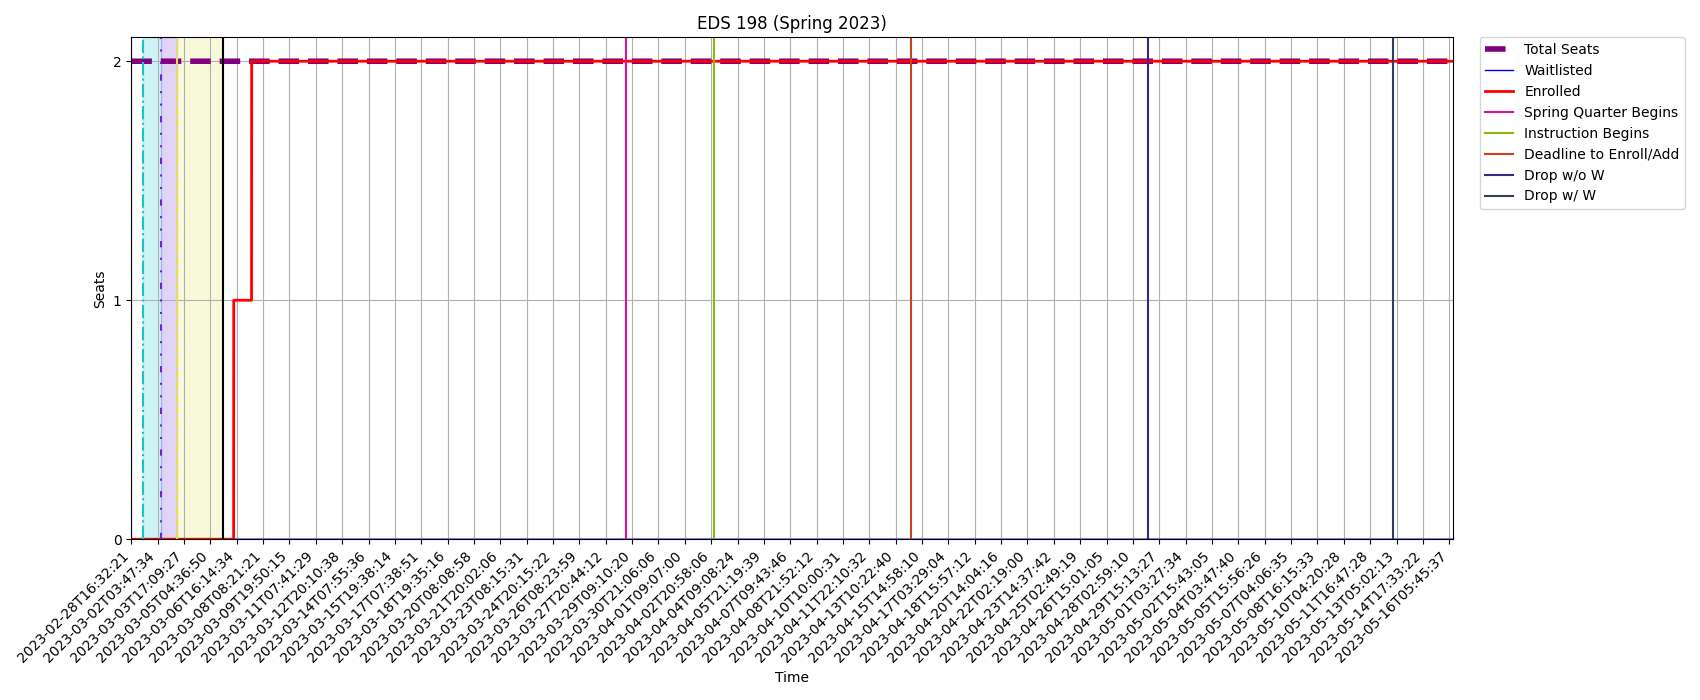 EDS 198 (Spring 2023)
Total Seats
Waitlisted
Enrolled
Spring Quarter Begins
Instruction Begins
Deadline to Enroll/Add
Drop w/o W
Drop w/ W
Seats
2
1
0
2023-02-28T16:32:21
2023-03-02T03:47:34
2023-03-03T17:09:27
2023-03-05T04:36:50
2023-03-06T16:14:34
2023-03-08T08:21:21
2023-03-09T19:50:15
2023-03-11T07:41:29
2023-03-12T20:10:38
2023-03-14T07:55:36
2023-03-15T19:38:14
2023-03-17T07:38:51
2023-03-18T19:35:16
2023-03-20T08:08:58
2023-03-21T20:02:06
2023-03-23T08:15:31
2023-03-24T20:15:22
2023-03-26T08:23:59
2023-03-27T20:44:12
2023-03-29T09:10:20
2023-03-30T21:06:06
2023-04-01T09:07:00
2023-04-02T20:58:06
2023-04-04T09:08:24
2023-04-05T21:19:39
2023-04-07T09:43:46
2023-04-08T21:52:12
2023-04-10T10:00:31
2023-04-11T22:10:32
2023-04-13T10:22:40
2023-04-15T14:58:10
2023-04-17T03:29:04
2023-04-18T15:57:12
2023-04-20T14:04:16
2023-04-22T02:19:00
2023-04-23T14:37:42
2023-04-25T02:49:19
2023-04-26T15:01:05
2023-04-28T02:59:10
2023-04-29T15:13:27
2023-05-01T03:27:34
2023-05-02T15:43:05
2023-05-04T03:47:40
2023-05-05T15:56:26
2023-05-07T04:06:35
2023-05-08T16:15:33
2023-05-10T04:20:28
2023-05-11T16:47:28
2023-05-13T05:02:13
2023-05-14T17:33:22
2023-05-16T05:45:37
Time